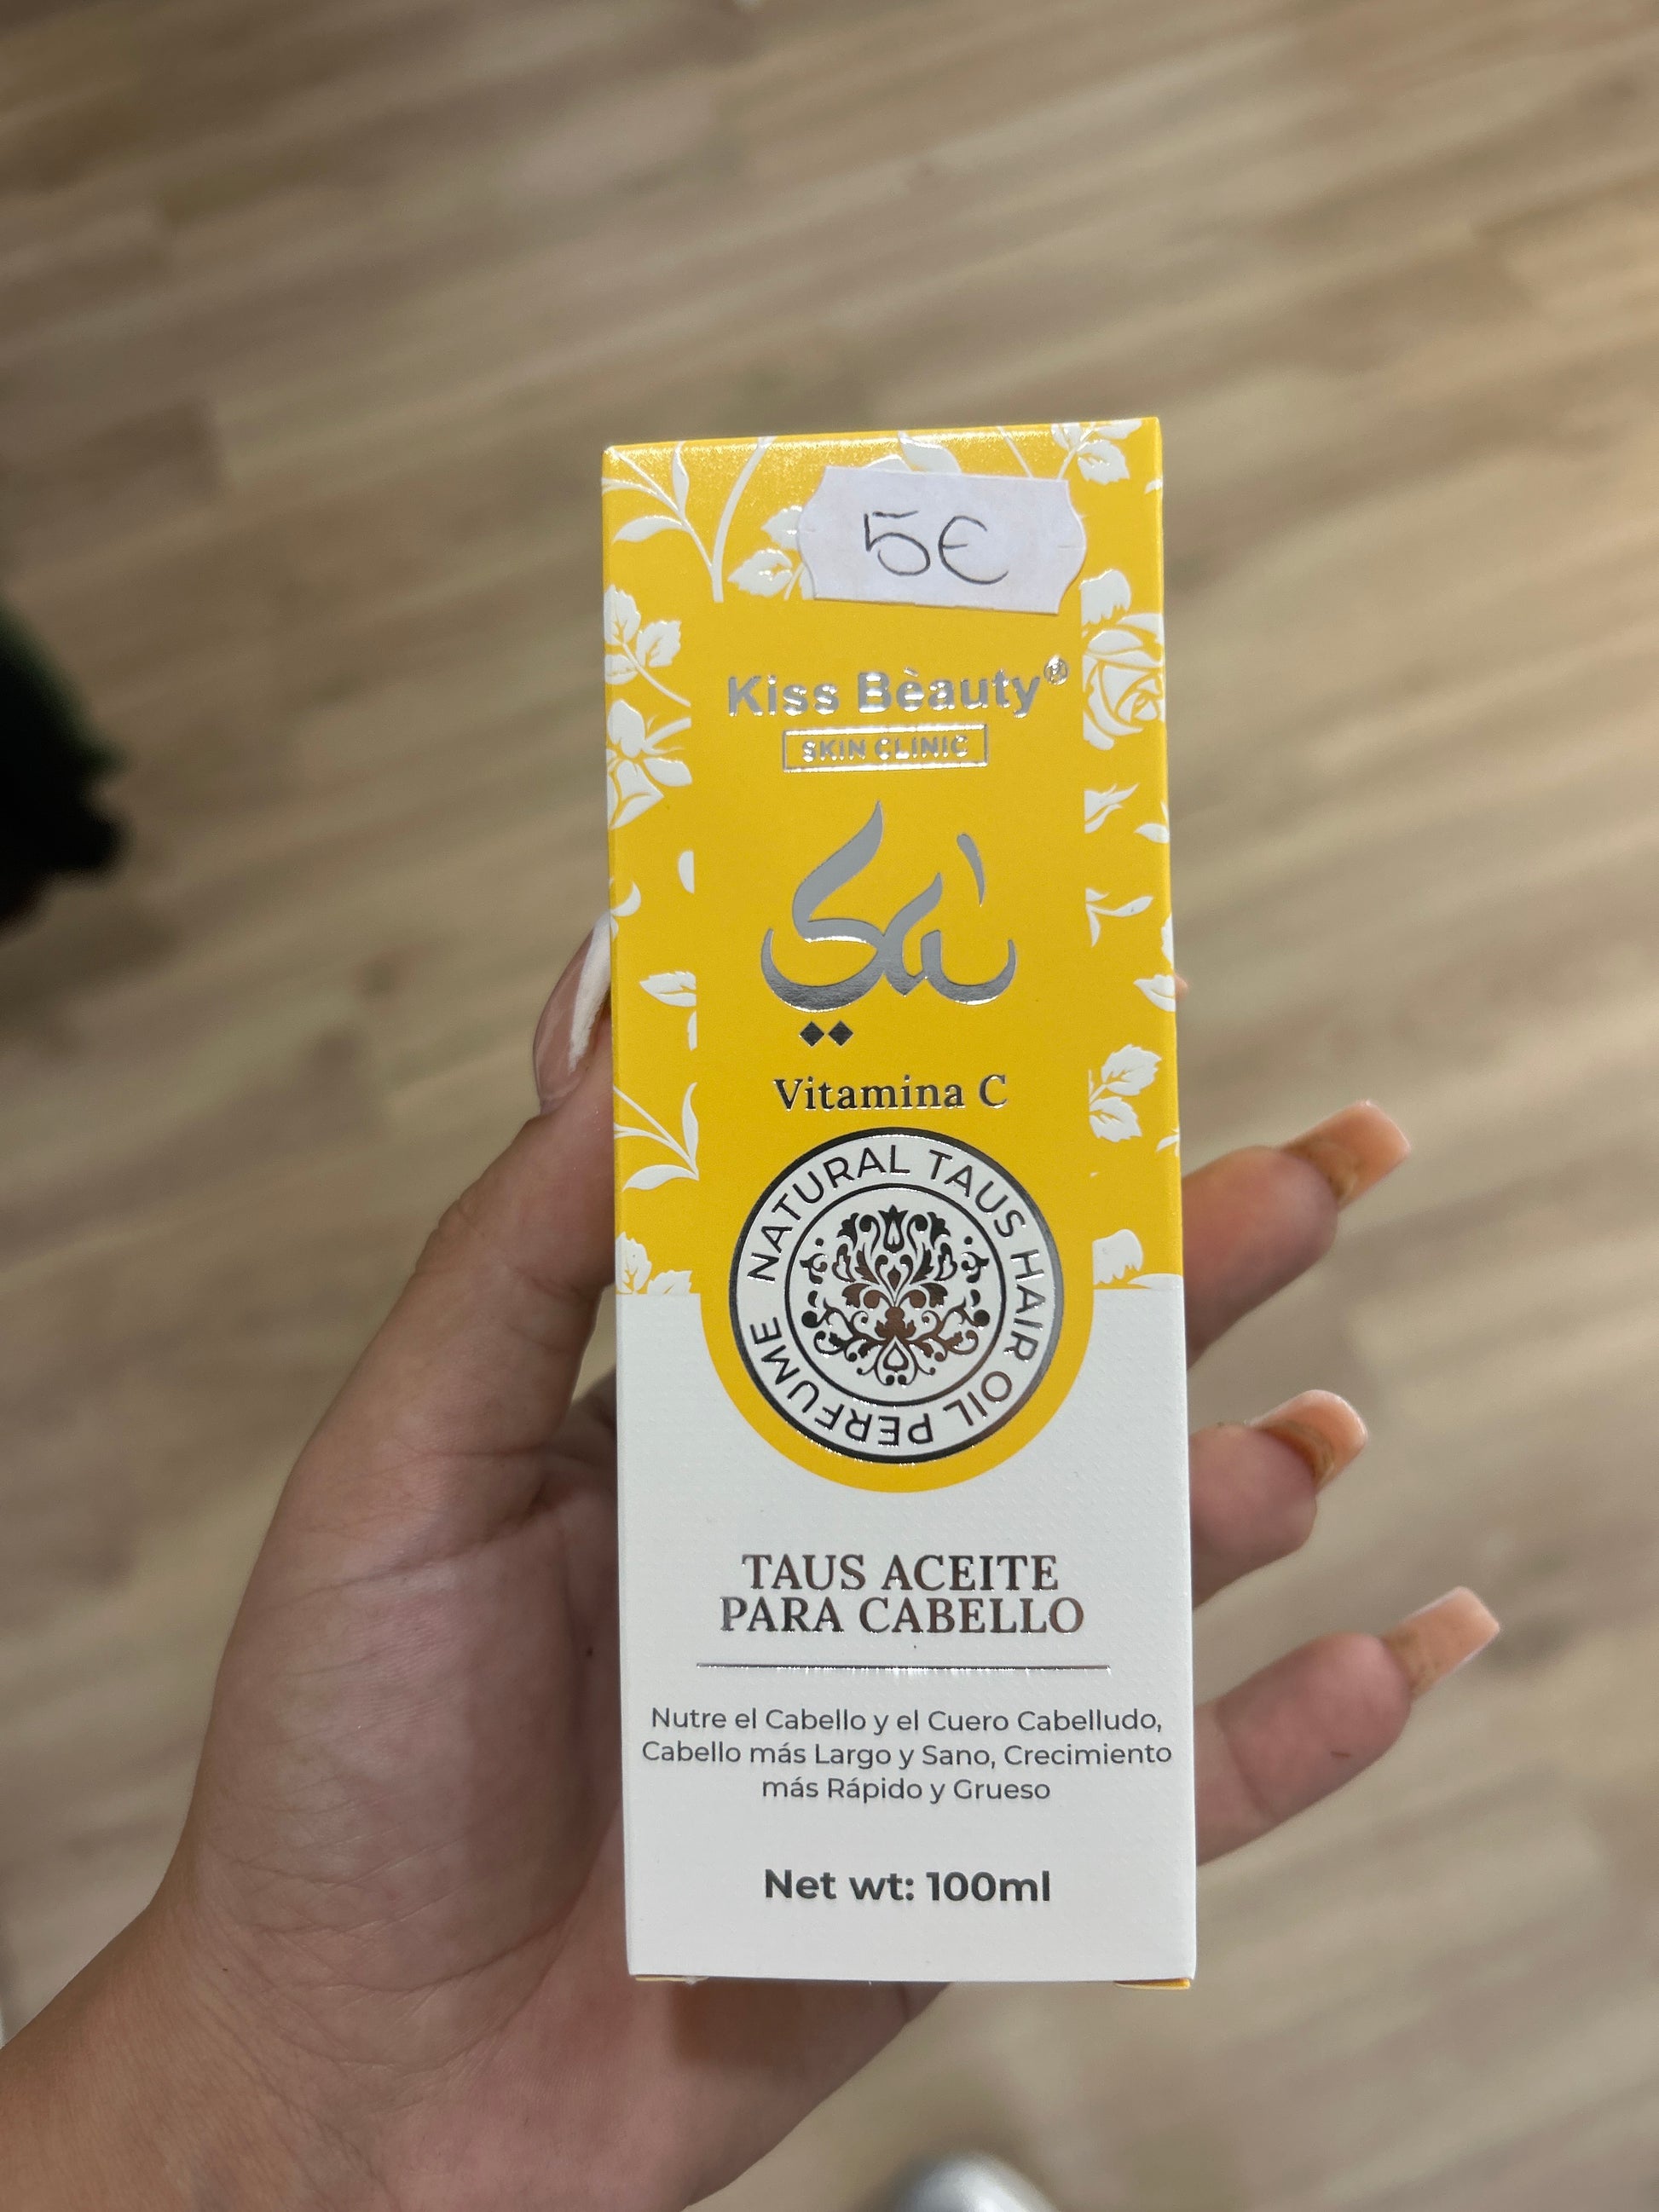 5€
Kiss Bèauty®
SKIN CLINIC
Vitamina C
NATURAL TAUS HAIR OIL PERFUME
TAUS ACEITE
PARA CABELLO
Nutre el Cabello y el Cuero Cabelludo,
Cabello más Largo y Sano, Crecimiento
más Rápido y Grueso
Net wt: 100ml